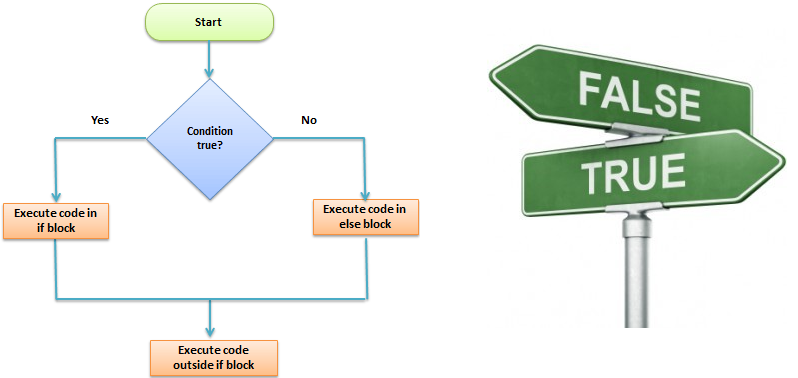 Start
Condition
true?
Yes
No
Execute code in
if block
Execute code in
else block
Execute code
outside if block
FALSE
TRUE